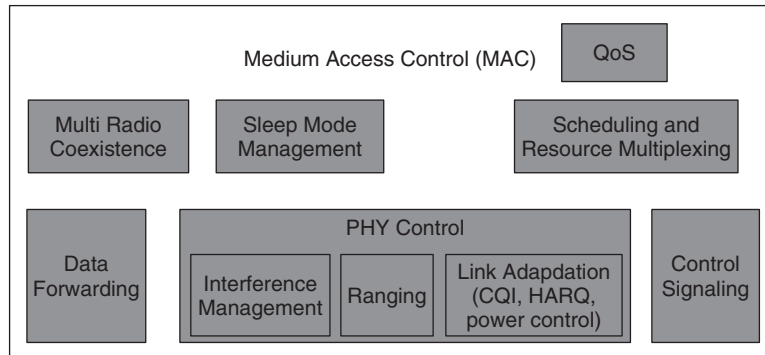 Medium Access Control (MAC)
QoS
Multi Radio
Coexistence
Sleep Mode
Management
Scheduling and
Resource Multiplexing
Data
Forwarding
PHY Control
Interference
Management
Ranging
Link Adapdation
(CQI, HARQ,
power control)
Control
Signaling